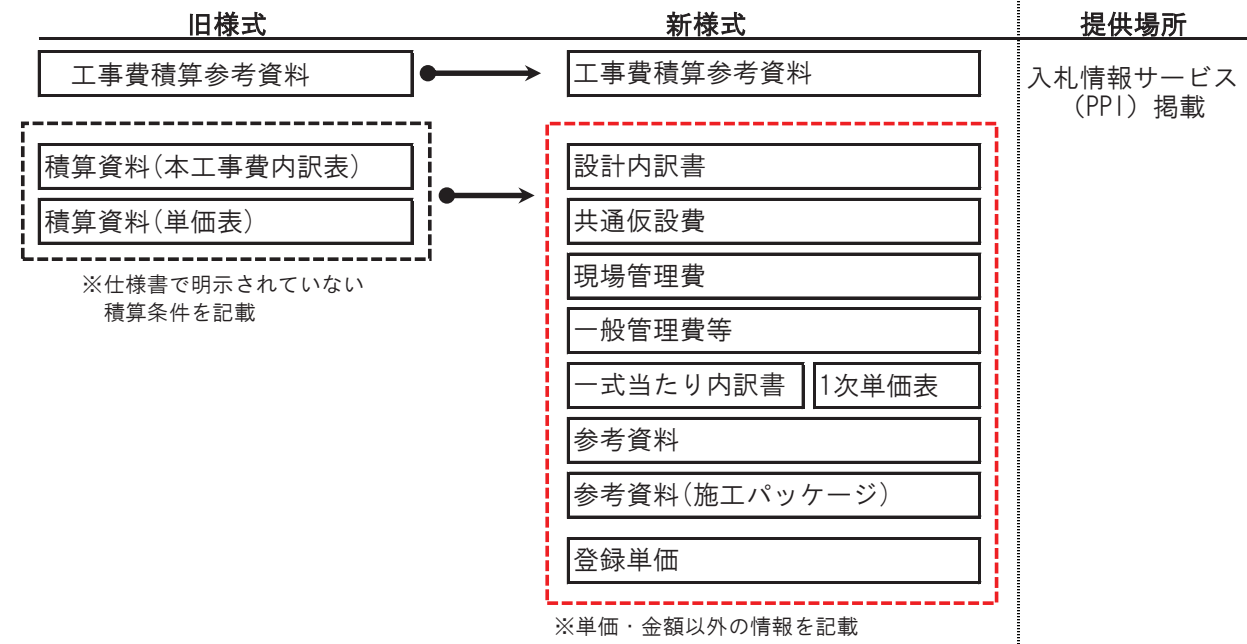 旧様式
新様式
提供場所
工事費積算参考資料
工事費積算参考資料
入札情報サービス
（PPI）掲載
積算資料（本工事費内訳表）
積算資料（単価表）
※仕様書で明示されていない
積算条件を記載
設計内訳書
共通仮設費
現場管理費
一般管理費等
一式当たり内訳書
1次単価表
参考資料
参考資料（施工パッケージ）
登録単価
※単価・金額以外の情報を記載